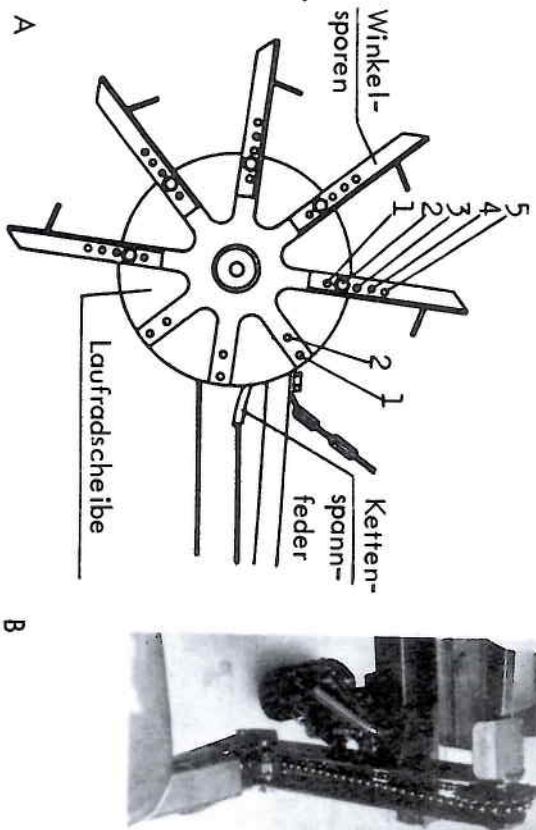 A
Winkel-
sporen
1 2 3 4 5
2
1
Ketten-
spann-
feder
Laufradscheibe
B